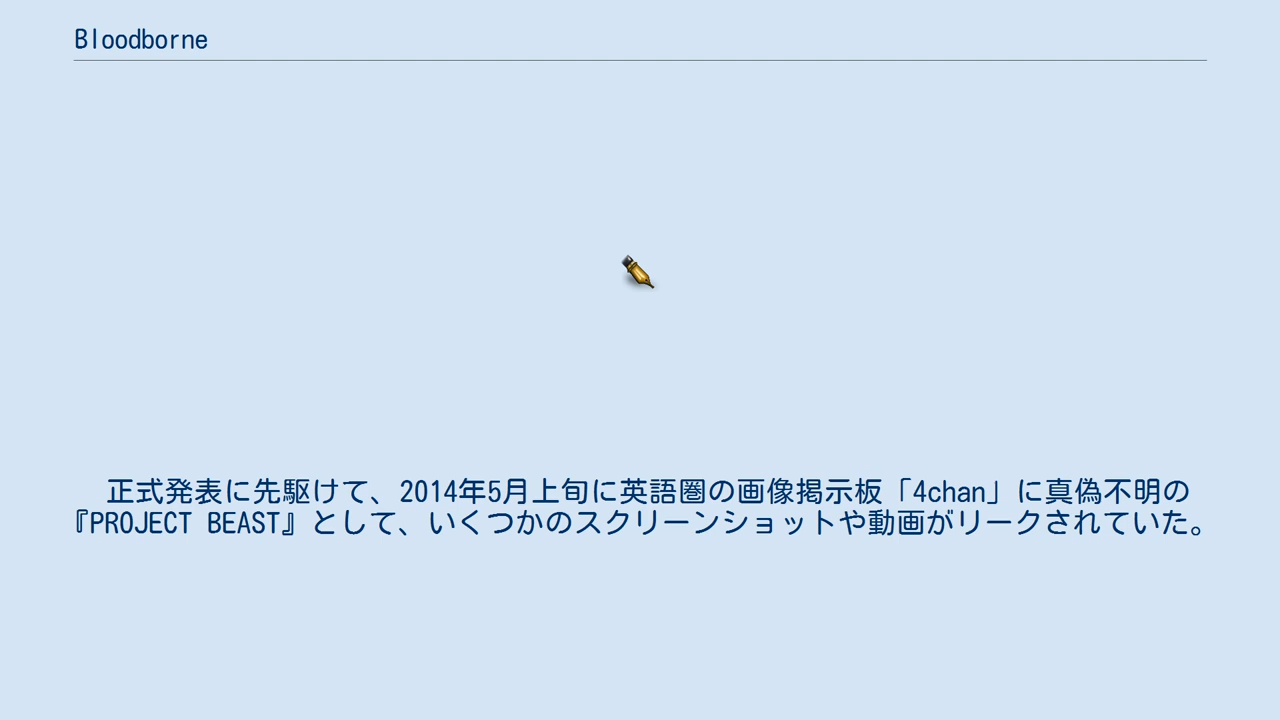 Bloodborne
正式発表に先駆けて、2014年5月上旬に英語圏の画像掲示板「4chan」に真偽不明の
『PROJECT BEAST』として、いくつかのスクリーンショットや動画がリークされていた。